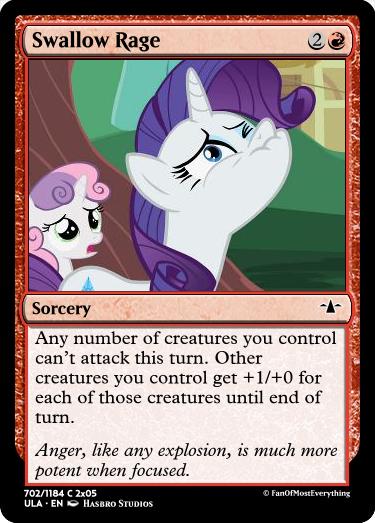 Swallow Rage 2
Sorcery
Any number of creatures you control
can't attack this turn. Other
creatures you control get +1/+0 for
each of those creatures until end of
turn.
Anger, like any explosion, is much more
potent when focused.
702/1184 C 2x05
ULA • EN Hasbro Studios
© FanOfMostEverything